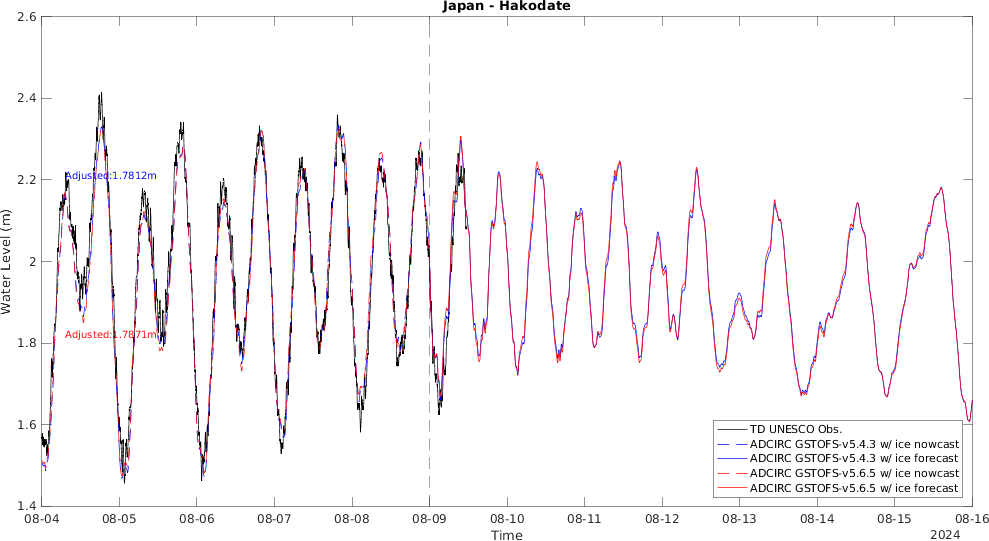 Japan - Hakodate
2.6
2.4
2.2
2
1.8
1.6
1.4
Water Level (m)
Adjusted:1.7812m
Adjusted:1.7871m
TD UNESCO Obs.
ADCIRC GSTOFS-v5.4.3 w/ ice nowcast
ADCIRC GSTOFS-v5.4.3 w/ ice forecast
ADCIRC GSTOFS-v5.6.5 w/ ice nowcast
ADCIRC GSTOFS-v5.6.5 w/ ice forecast
08-04 08-05 08-06 08-07 08-08 08-09 08-10 08-11 08-12 08-13 08-14 08-15 08-16
Time
2024